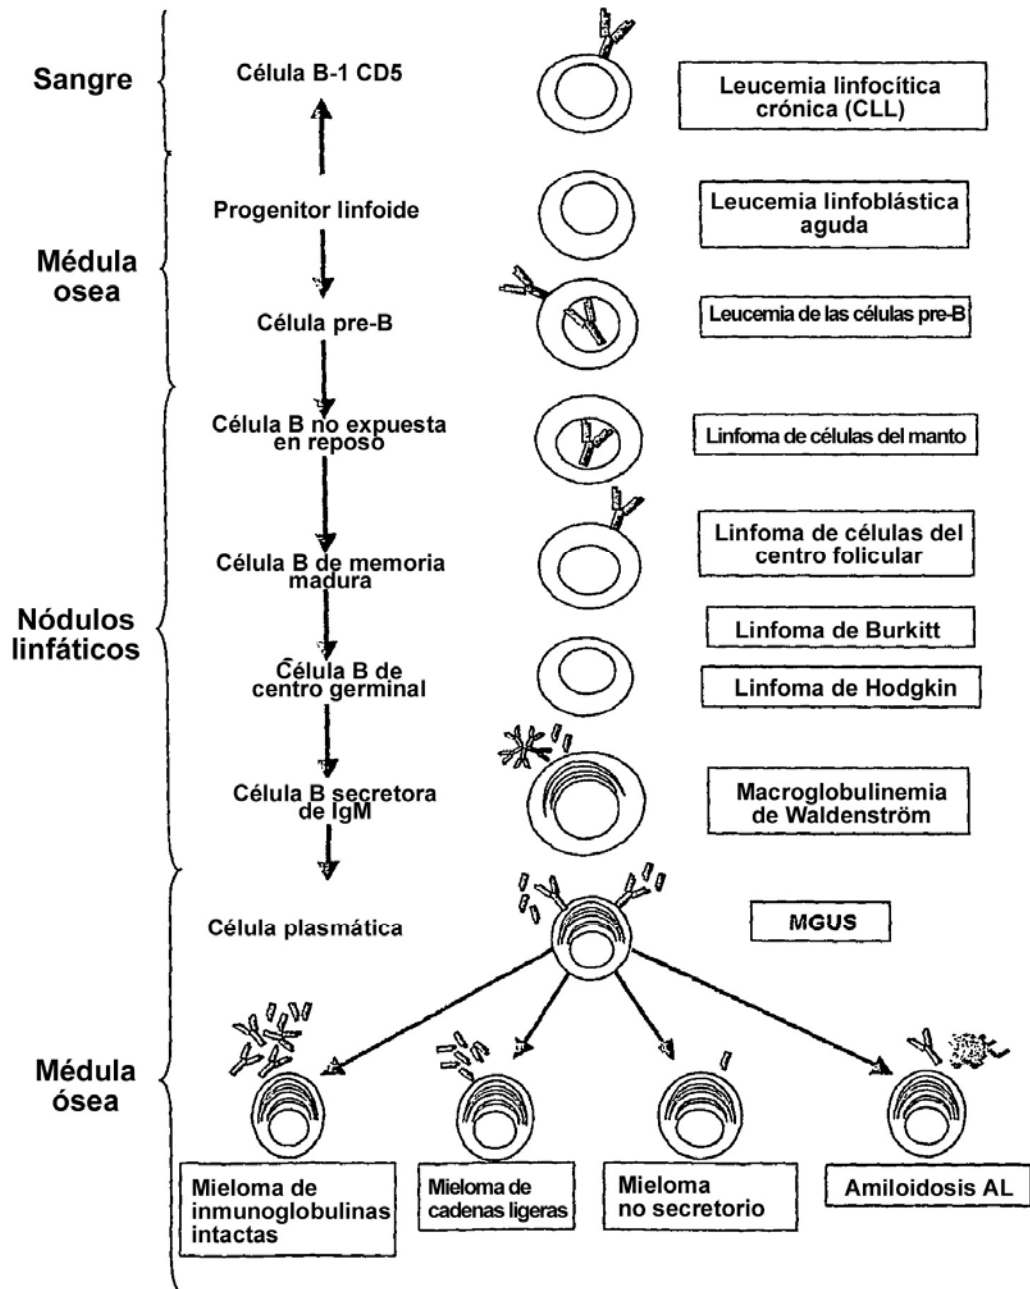 Sangre
Célula B-1 CD5
Leucemia linfocítica
crónica (CLL)
Progenitor linfoide
Leucemia linfoblástica
aguda
Médula
osea
Célula pre-B
Leucemia de las células pre-B
Célula B no expuesta
en reposo
Linfoma de células del manto
Célula B de memoria
madura
Linfoma de células del
centro folicular
Nódulos
linfáticos
Linfoma de Burkitt
Célula B de
centro germinal
Linfoma de Hodgkin
Célula B secretora
de IgM
Macroglobulinemia
de Waldenström
Célula plasmática
MGUS
Médula
ósea
Mieloma de
inmunoglobulinas
intactas
Mieloma de
cadenas ligeras
Mieloma
no secretorio
Amiloidosis AL